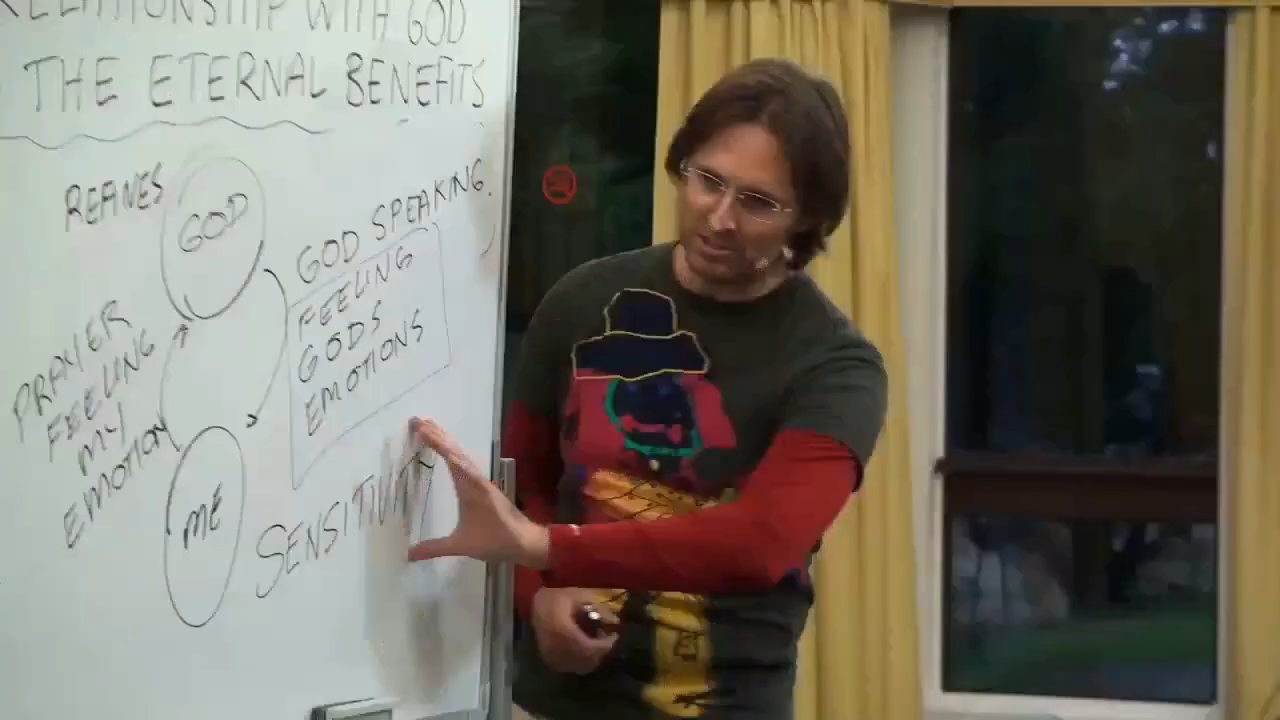 RELATIONSHIP WITH GOD
THE ETERNAL BENEFITS
REFINES
GOD
GOD SPEAKING.
FEELING
GODS
EMOTIONS
PRAYER
FEELING
MY
EMOTION
ME
SENSITIVITY